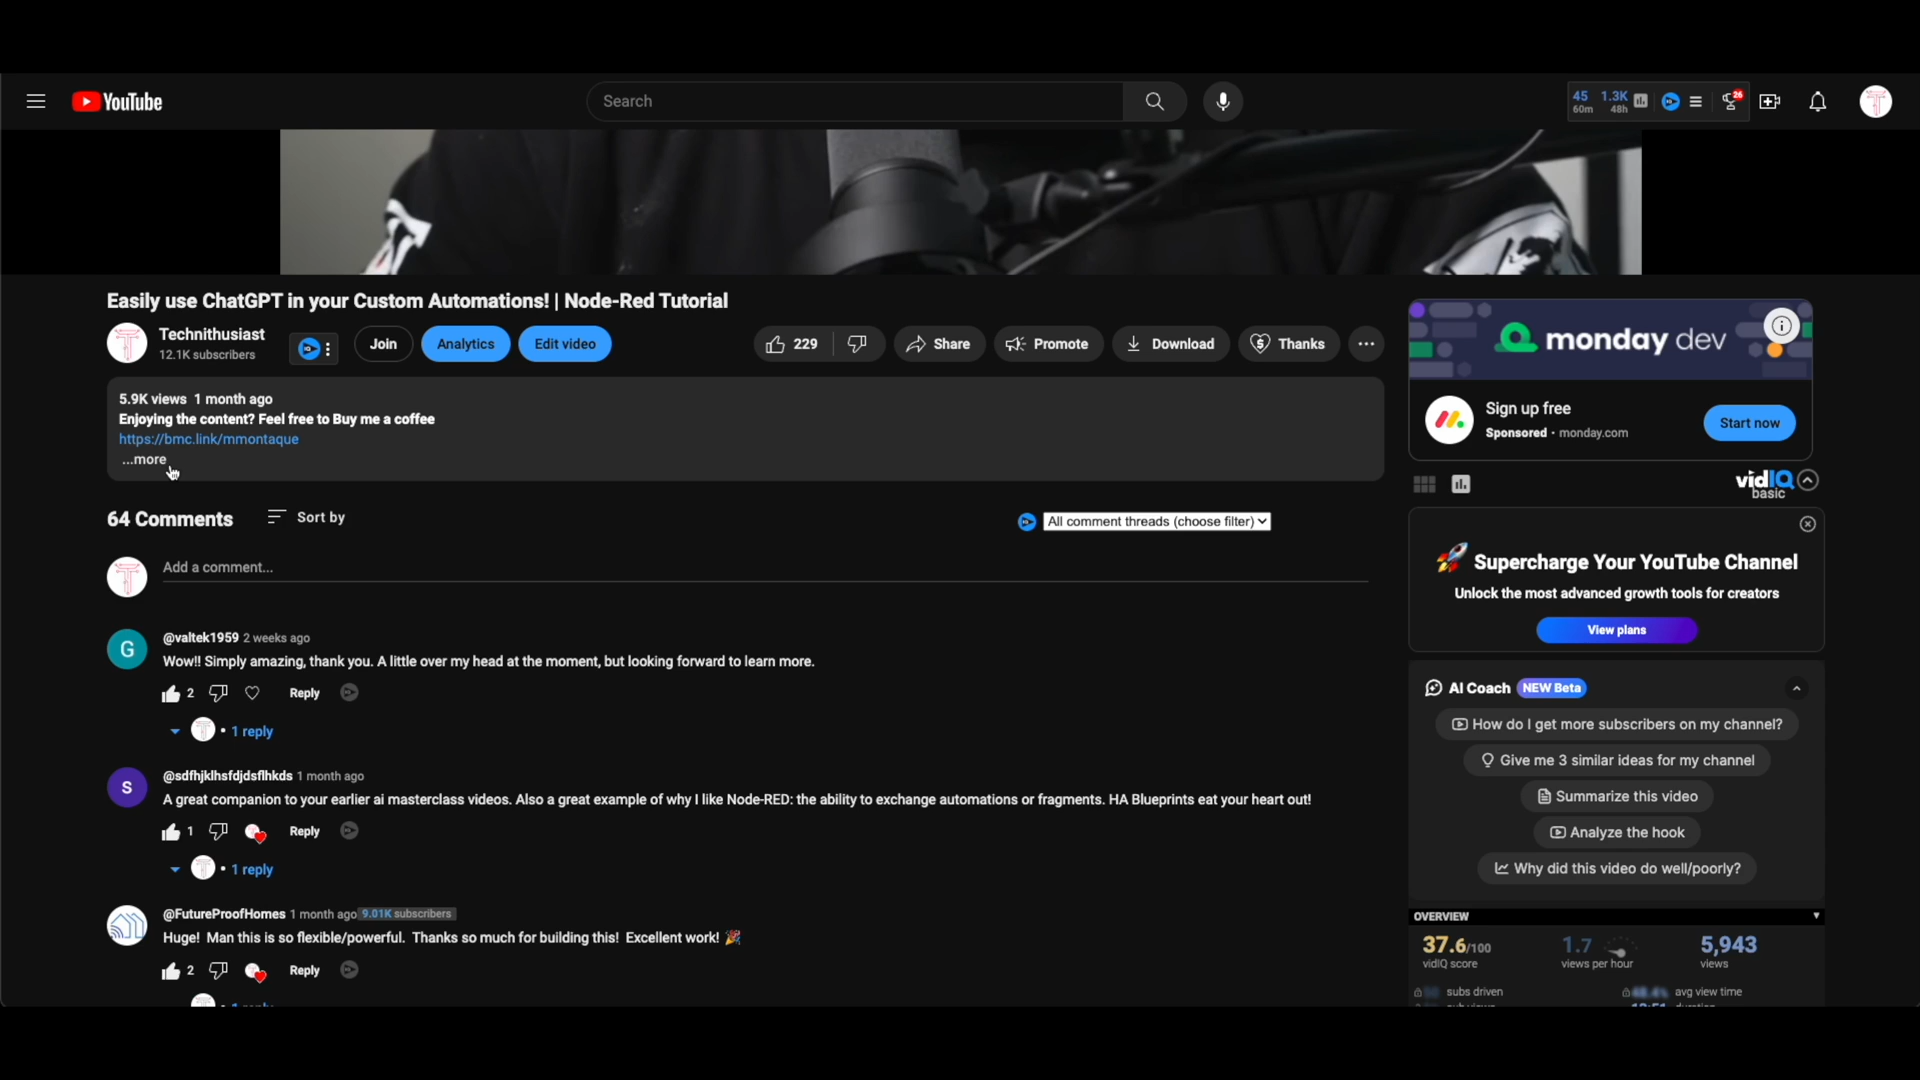 YouTube
Search
45 1.3K
60m 48h
26
Easily use ChatGPT in your Custom Automations! | Node-Red Tutorial
Technithusiast
12.1K subscribers
Join
Analytics
Edit video
229
Share
Promote
Download
Thanks
5.9K views 1 month ago
Enjoying the content? Feel free to Buy me a coffee
https://bmc.link/mmontaque
...more
64 Comments
Sort by
All comment threads (choose filter)
Add a comment...
G
@valtek1959 2 weeks ago
Wow!! Simply amazing, thank you. A little over my head at the moment, but looking forward to learn more.
2
Reply
1 reply
S
@sdfhjklhsfdjdsflhkds 1 month ago
A great companion to your earlier ai masterclass videos. Also a great example of why I like Node-RED: the ability to exchange automations or fragments. HA Blueprints eat your heart out!
1
Reply
1 reply
@FutureProofHomes 1 month ago 9.01K subscribers
Huge! Man this is so flexible/powerful. Thanks so much for building this! Excellent work! 🎉
2
Reply
monday dev
Sign up free
Sponsored · monday.com
Start now
vidIQ
basic
🚀 Supercharge Your YouTube Channel
Unlock the most advanced growth tools for creators
View plans
AI Coach NEW Beta
How do I get more subscribers on my channel?
Give me 3 similar ideas for my channel
Summarize this video
Analyze the hook
Why did this video do well/poorly?
OVERVIEW
37.6/100
vidIQ score
1.7
views per hour
5,943
views
subs driven
avg view time